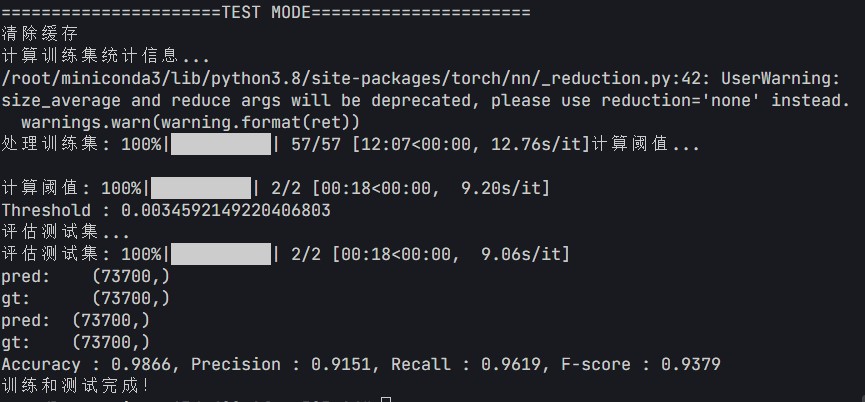 ======================TEST MODE======================
清除缓存
计算训练集统计信息...
/root/miniconda3/lib/python3.8/site-packages/torch/nn/_reduction.py:42: UserWarning:
size_average and reduce args will be deprecated, please use reduction='none' instead.
  warnings.warn(warning.format(ret))
处理训练集: 100%|██████████| 57/57 [12:07<00:00, 12.76s/it]计算阈值...
计算阈值: 100%|██████████| 2/2 [00:18<00:00,  9.20s/it]
Threshold : 0.0034592149220406803
评估测试集...
评估测试集: 100%|██████████| 2/2 [00:18<00:00,  9.06s/it]
pred:    (73700,)
gt:      (73700,)
pred:  (73700,)
gt:    (73700,)
Accuracy : 0.9866, Precision : 0.9151, Recall : 0.9619, F-score : 0.9379
训练和测试完成!